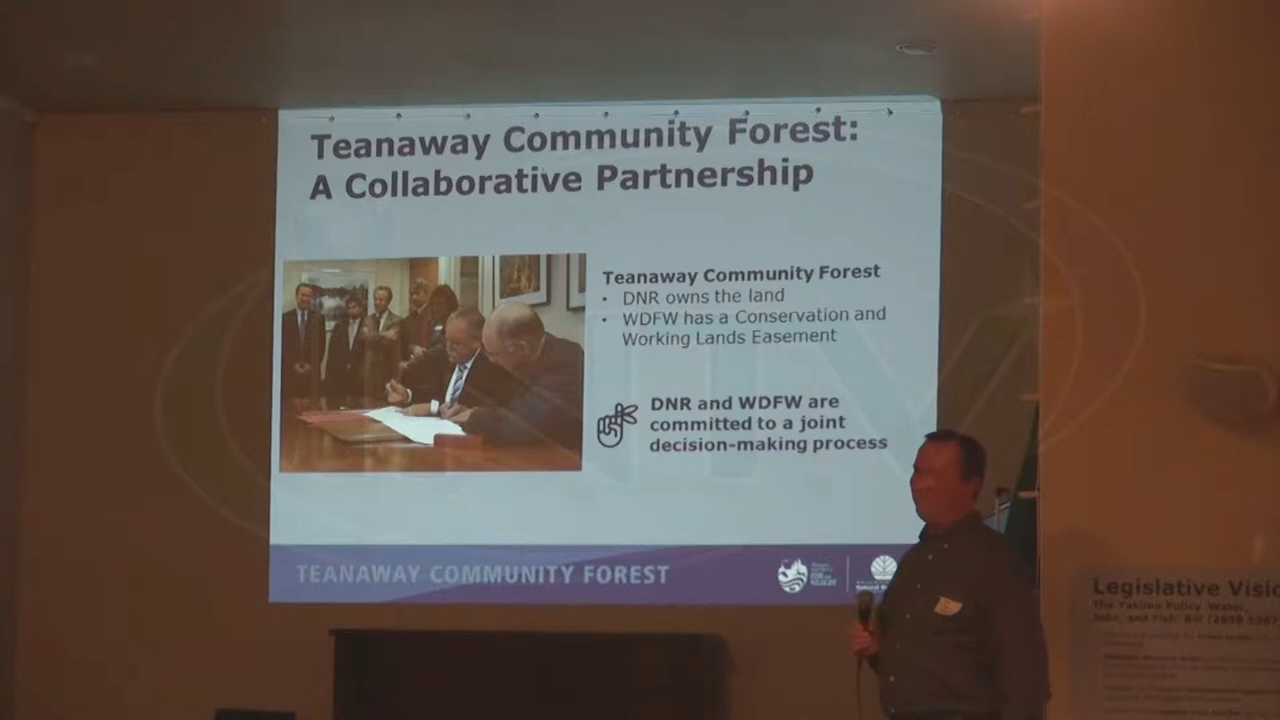 Teanaway Community Forest:
A Collaborative Partnership
Teanaway Community Forest
• DNR owns the land
• WDFW has a Conservation and
Working Lands Easement
DNR and WDFW are
committed to a joint
decision-making process
TEANAWAY COMMUNITY FOREST
Legislative Visio
The Yakima Policy, Water,
Jobs, and Fish' Bill